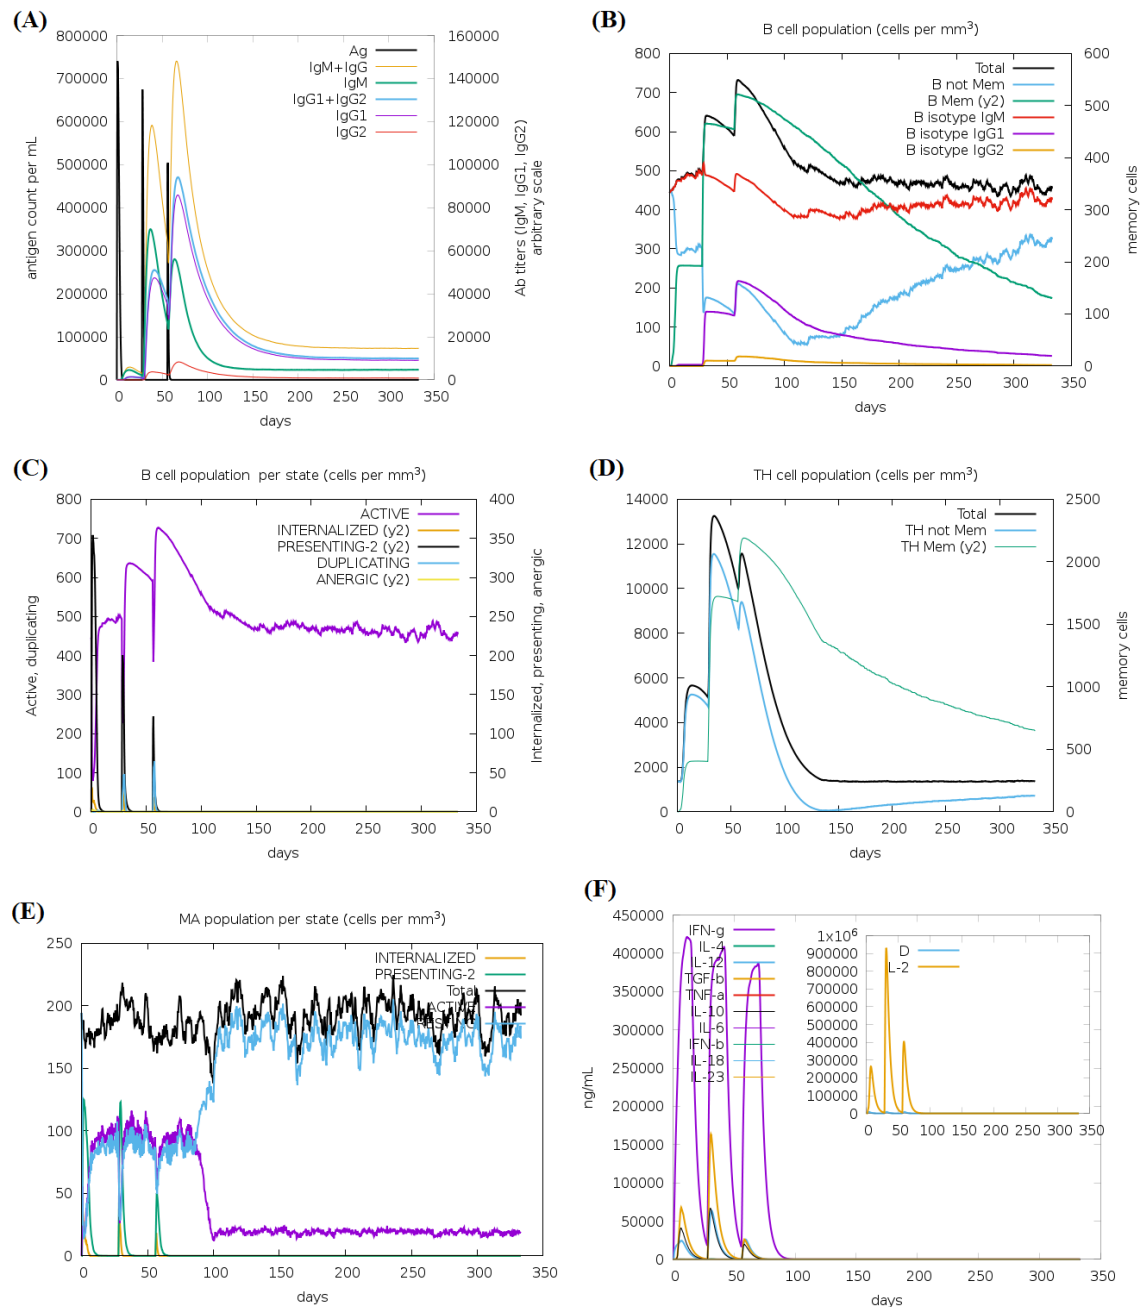 (A)
800000
700000
600000
500000
400000
300000
200000
100000
0
antigen count per mL
Ag
IgM+IgG
IgM
IgG1+IgG2
IgG1
IgG2
160000
140000
120000
100000
80000
60000
40000
20000
0
Ab titers (IgM, IgG1, IgG2)
arbitrary scale
0 50 100 150 200 250 300 350
days
(B)
B cell population (cells per mm³)
800
700
600
500
400
300
200
100
0
Total
B not Mem
B Mem (y2)
B isotype IgM
B isotype IgG1
B isotype IgG2
600
500
400
300
200
100
0
memory cells
0 50 100 150 200 250 300 350
days
(C)
B cell population per state (cells per mm³)
800
700
600
500
400
300
200
100
0
Active, duplicating
ACTIVE
INTERNALIZED (y2)
PRESENTING-2 (y2)
DUPLICATING
ANERGIC (y2)
400
350
300
250
200
150
100
50
0
Internalized, presenting, anergic
0 50 100 150 200 250 300 350
days
(D)
TH cell population (cells per mm³)
14000
12000
10000
8000
6000
4000
2000
0
Total
TH not Mem
TH Mem (y2)
2500
2000
1500
1000
500
0
memory cells
0 50 100 150 200 250 300 350
days
(E)
MA population per state (cells per mm³)
250
200
150
100
50
0
INTERNALIZED
PRESENTING-2
Total
ACTIVE
0 50 100 150 200 250 300 350
days
(F)
450000
400000
350000
300000
250000
200000
150000
100000
50000
0
ng/mL
IFN-g
IL-4
IL-12
TGF-b
TNF-a
IL-10
IL-6
IFN-b
IL-18
IL-23
1x10⁶
900000
800000
700000
600000
500000
400000
300000
200000
100000
0
D
IL-2
0 50 100 150 200 250 300 350
0 50 100 150 200 250 300 350
days